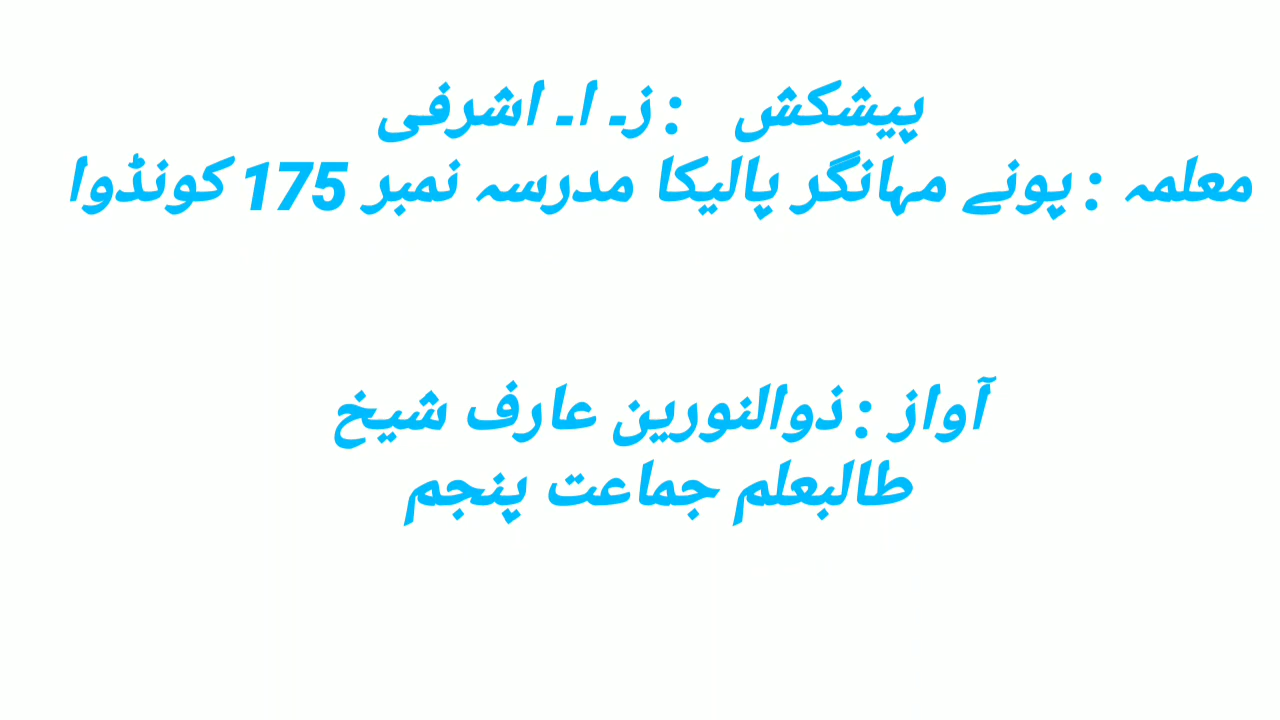 پیشکش : ز۔ ا۔ اشرفی
معلمہ : پونے مہانگر پالیکا مدرسہ نمبر 175 کونڈوا
آواز : ذوالنورین عارف شیخ
طالبعلم جماعت پنجم